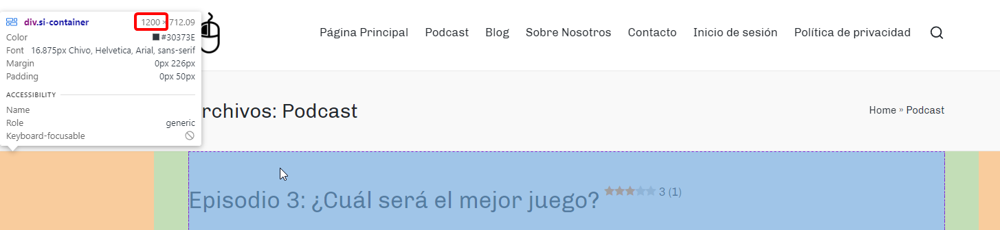 div.si-container 1200 × 712.09
Color #30373E
Font 16.875px Chivo, Helvetica, Arial, sans-serif
Margin 0px 226px
Padding 0px 50px
ACCESSIBILITY
Name
Role generic
Keyboard-focusable
Página Principal Podcast Blog Sobre Nosotros Contacto Inicio de sesión Política de privacidad
rchivos: Podcast
Home » Podcast
Episodio 3: ¿Cuál será el mejor juego? 3 (1)